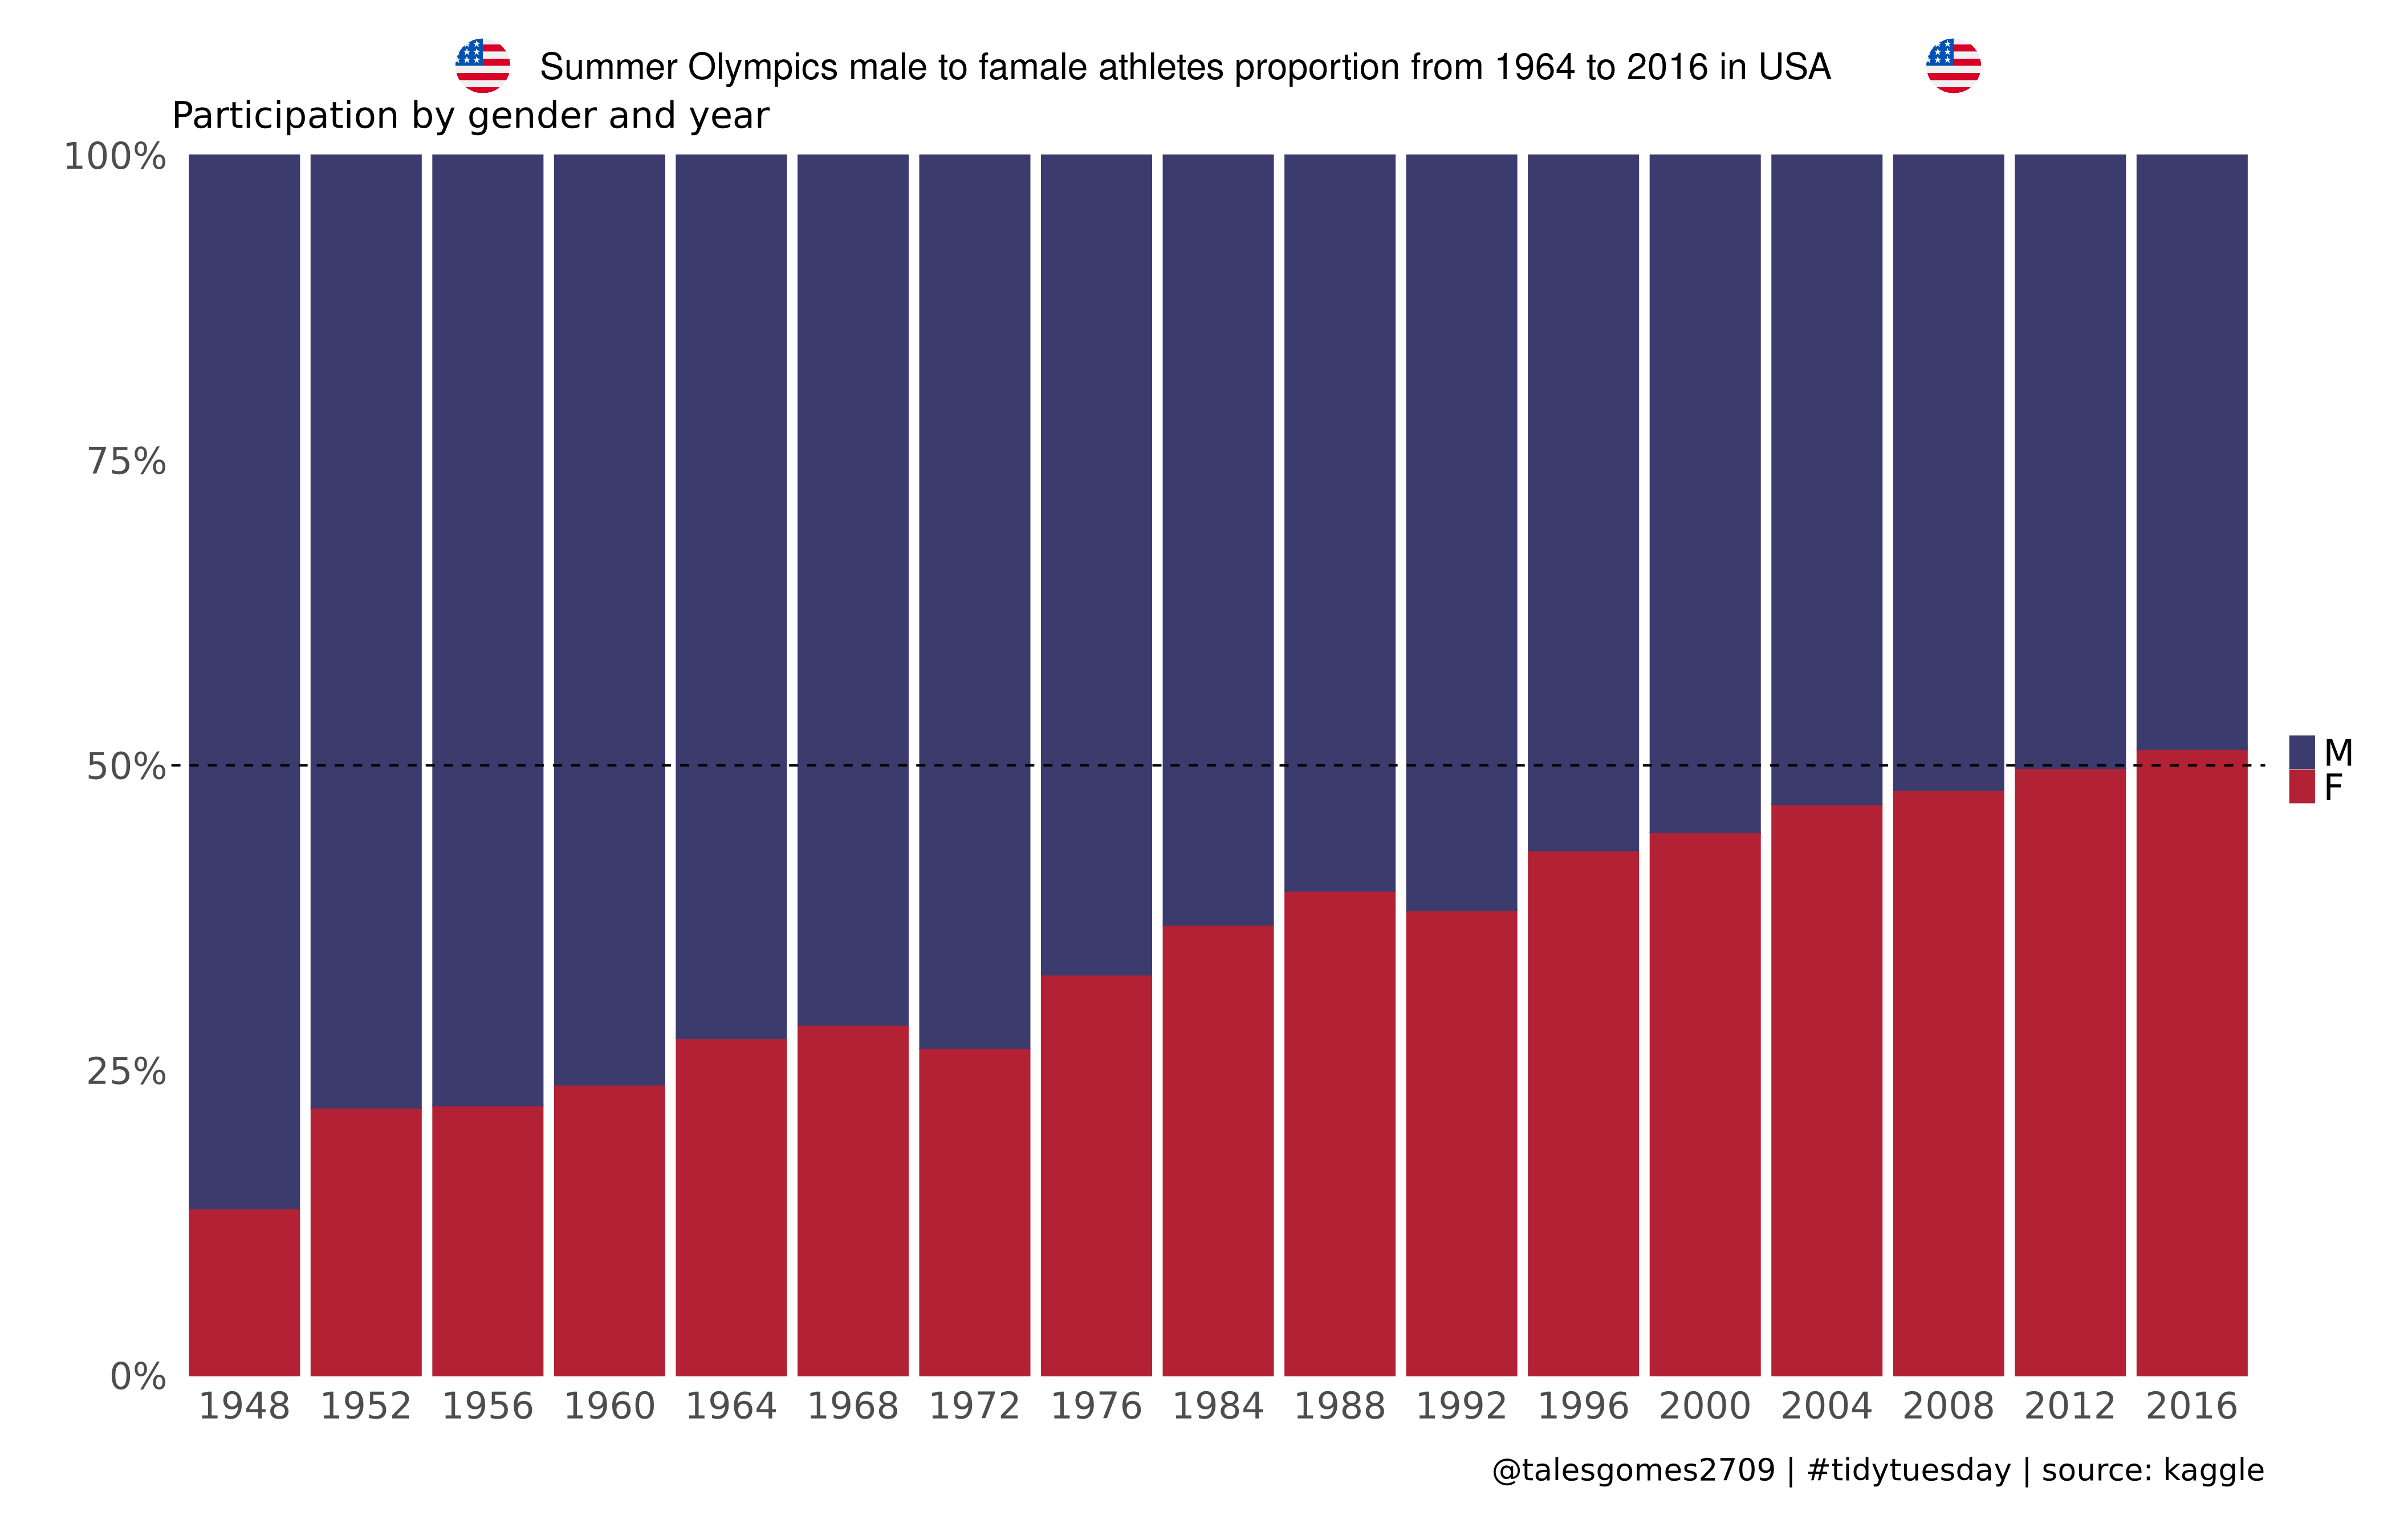 Summer Olympics male to famale athletes proportion from 1964 to 2016 in USA
Participation by gender and year
100%
75%
50%
25%
0%
M
F
1948 1952 1956 1960 1964 1968 1972 1976 1984 1988 1992 1996 2000 2004 2008 2012 2016
@talesgomes2709 | #tidytuesday | source: kaggle